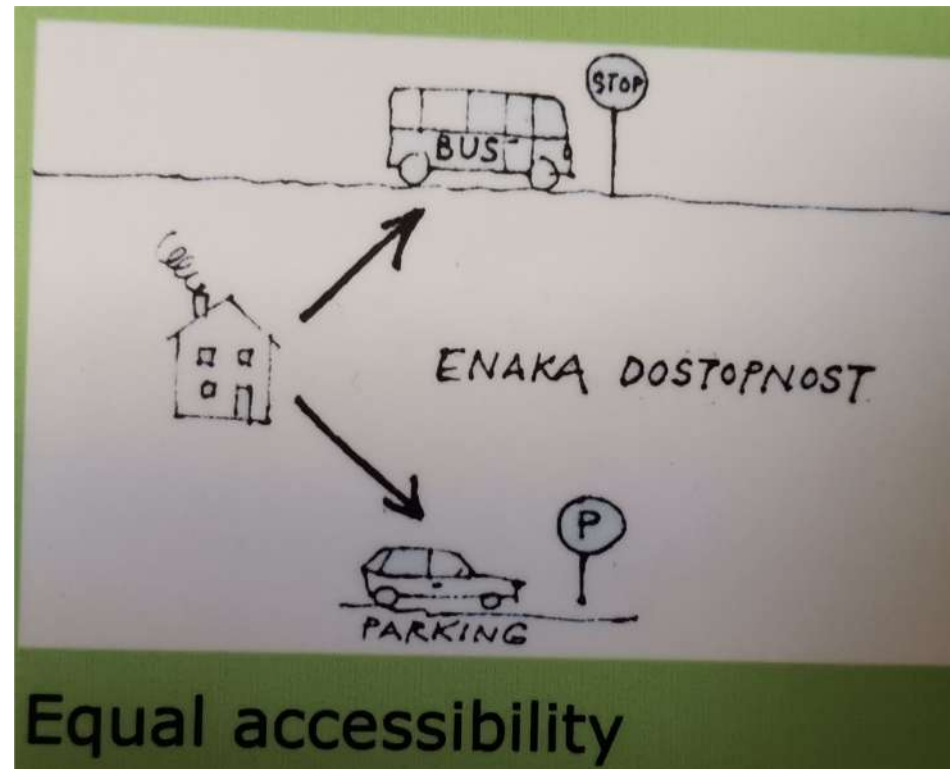 STOP
BUS
ENAKA DOSTOPNOST
P
PARKING
Equal accessibility